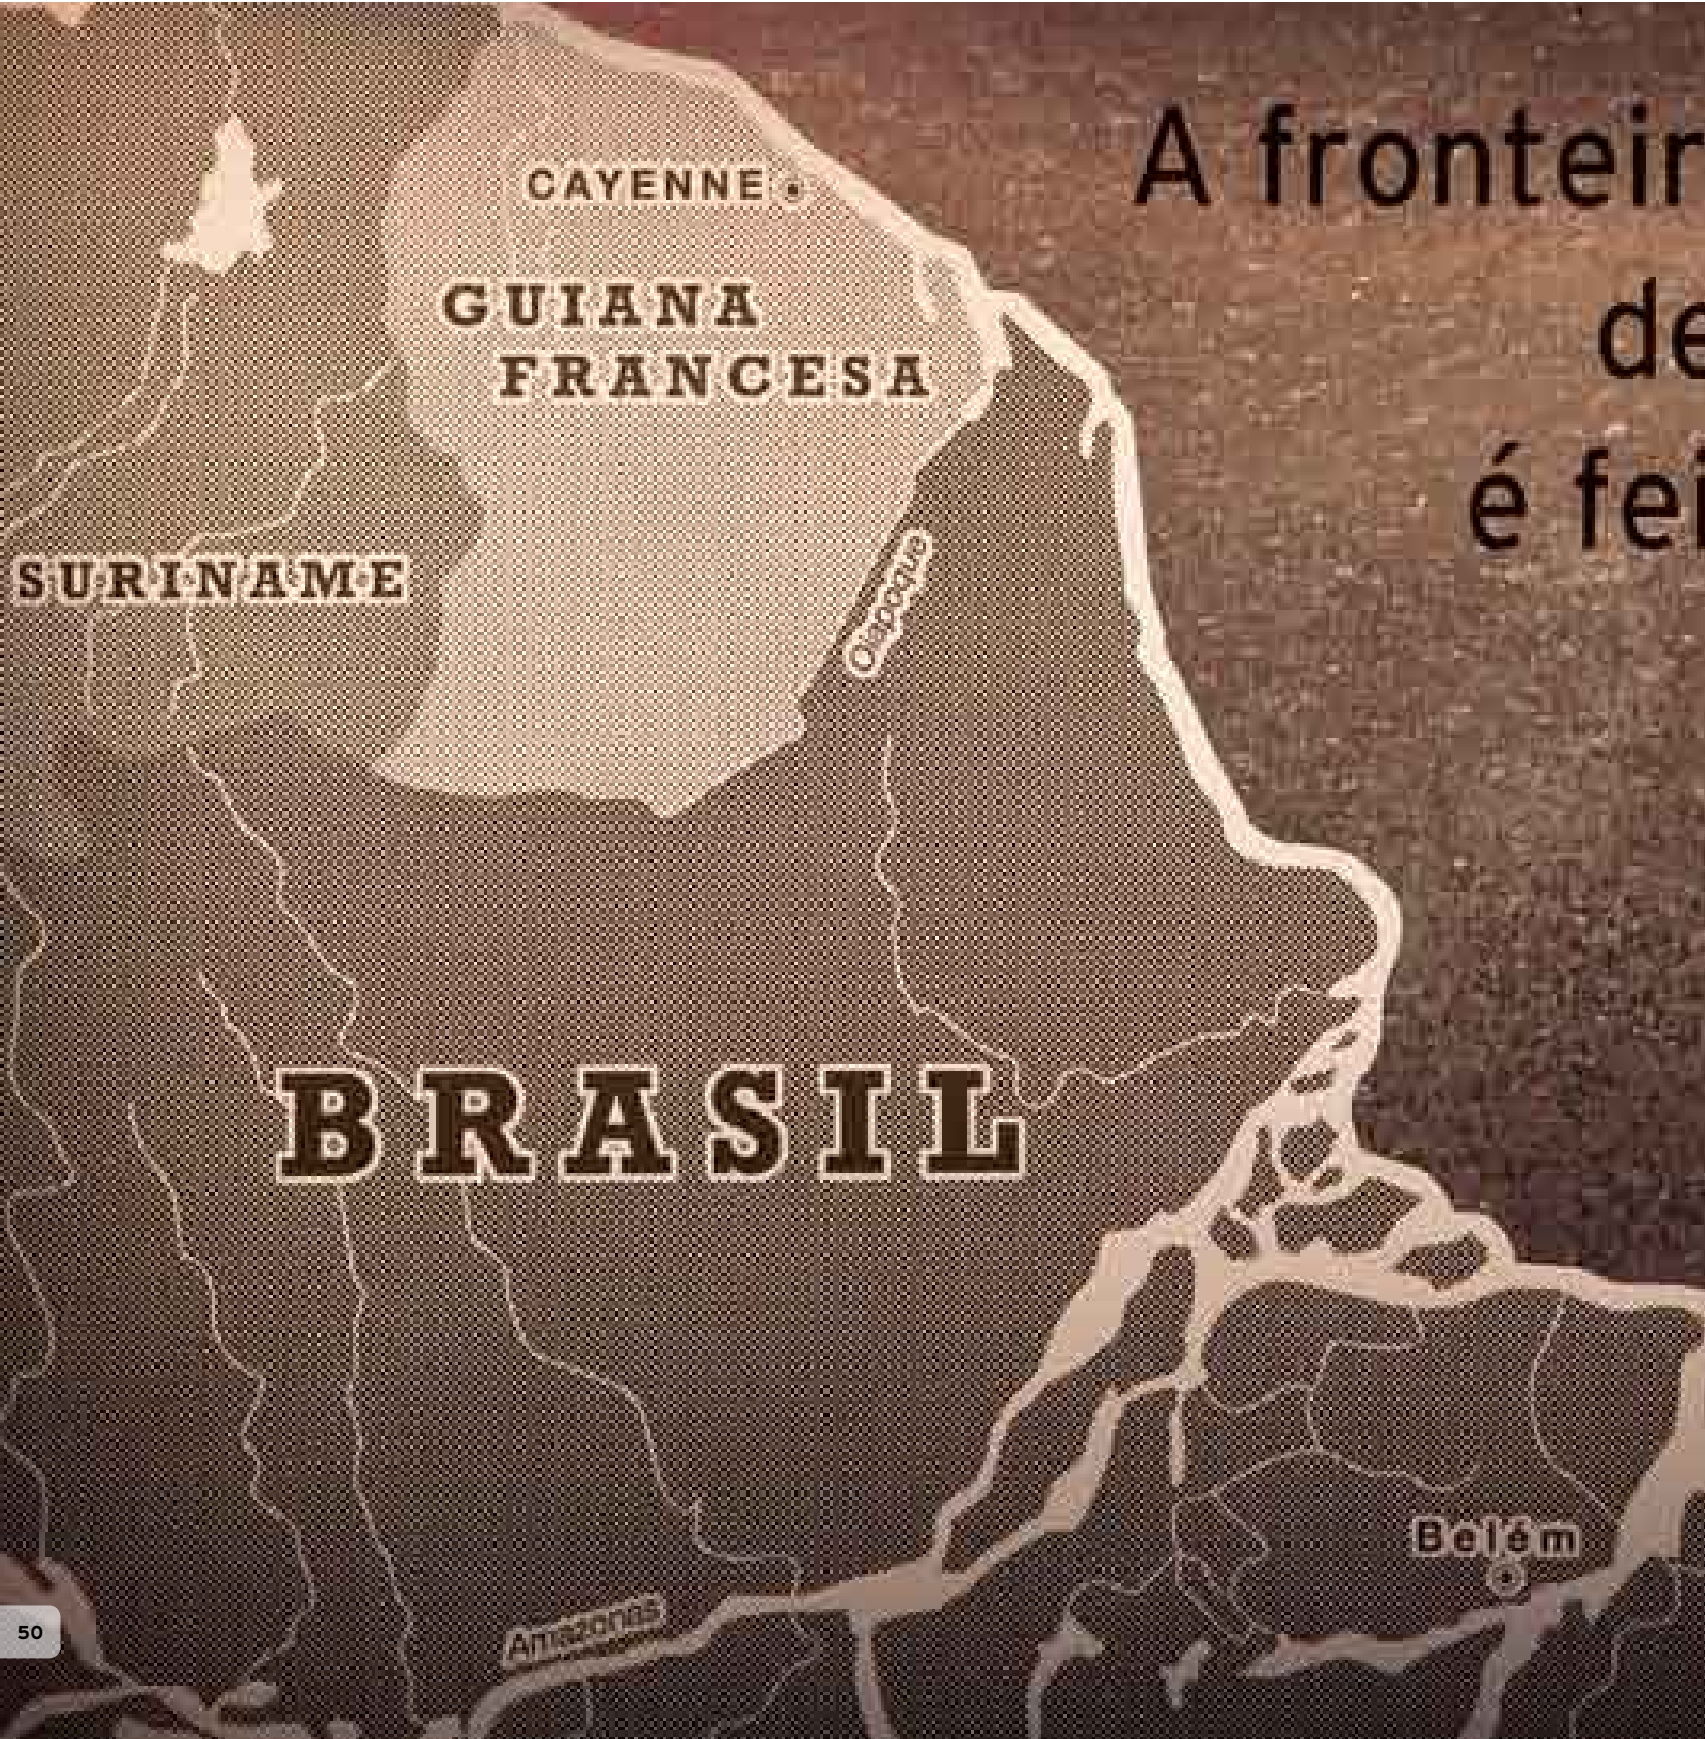 A fronteir
CAYENNE
GUIANA
FRANCESA
de
é fei
Oiapoque
SURINAME
BRASIL
Belém
Amazonas
50